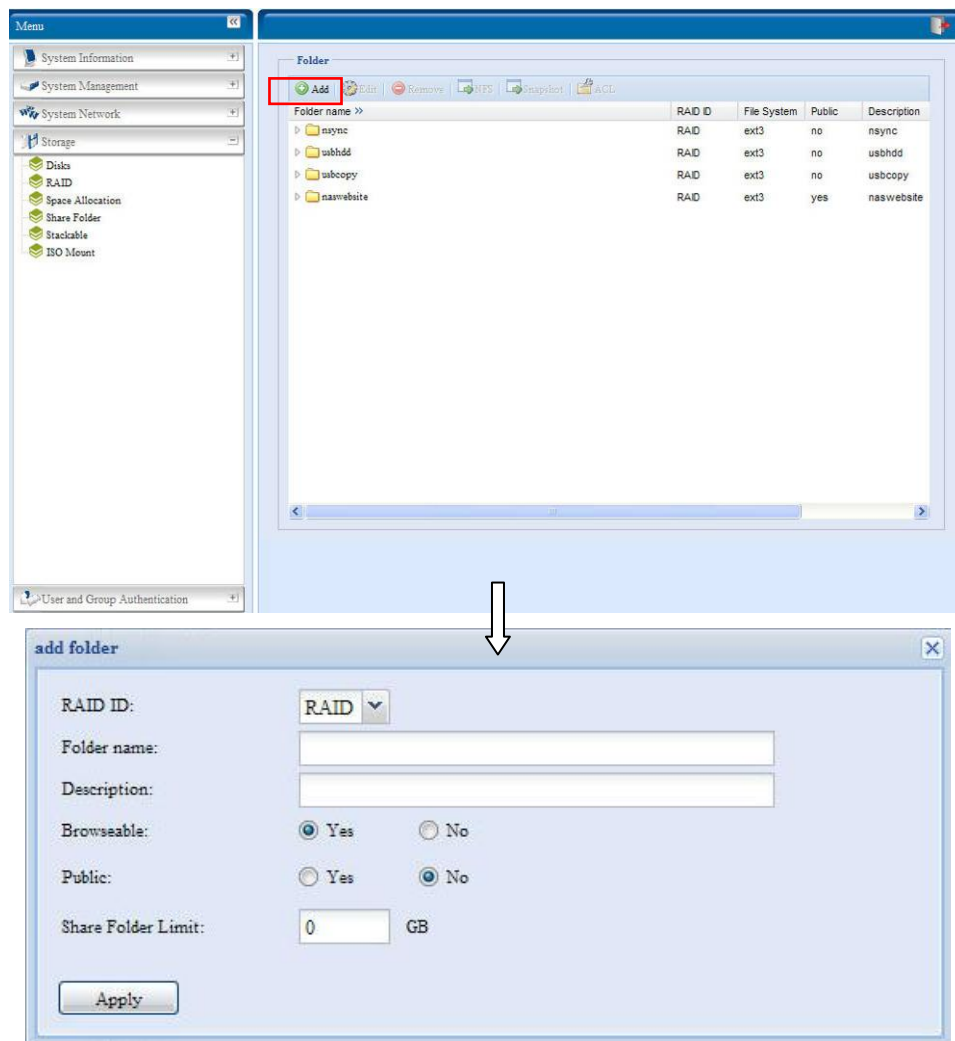 Menu
System Information
System Management
System Network
Storage
Disks
RAID
Space Allocation
Share Folder
Stackable
ISO Mount
User and Group Authentication
Folder
Add Edit Remove NFS Snapshot ACL
Folder name >> RAID ID File System Public Description
nsync RAID ext3 no nsync
usbhdd RAID ext3 no usbhdd
usbcopy RAID ext3 no usbcopy
naswebsite RAID ext3 yes naswebsite
add folder
RAID ID: RAID
Folder name:
Description:
Browseable: Yes No
Public: Yes No
Share Folder Limit: 0 GB
Apply